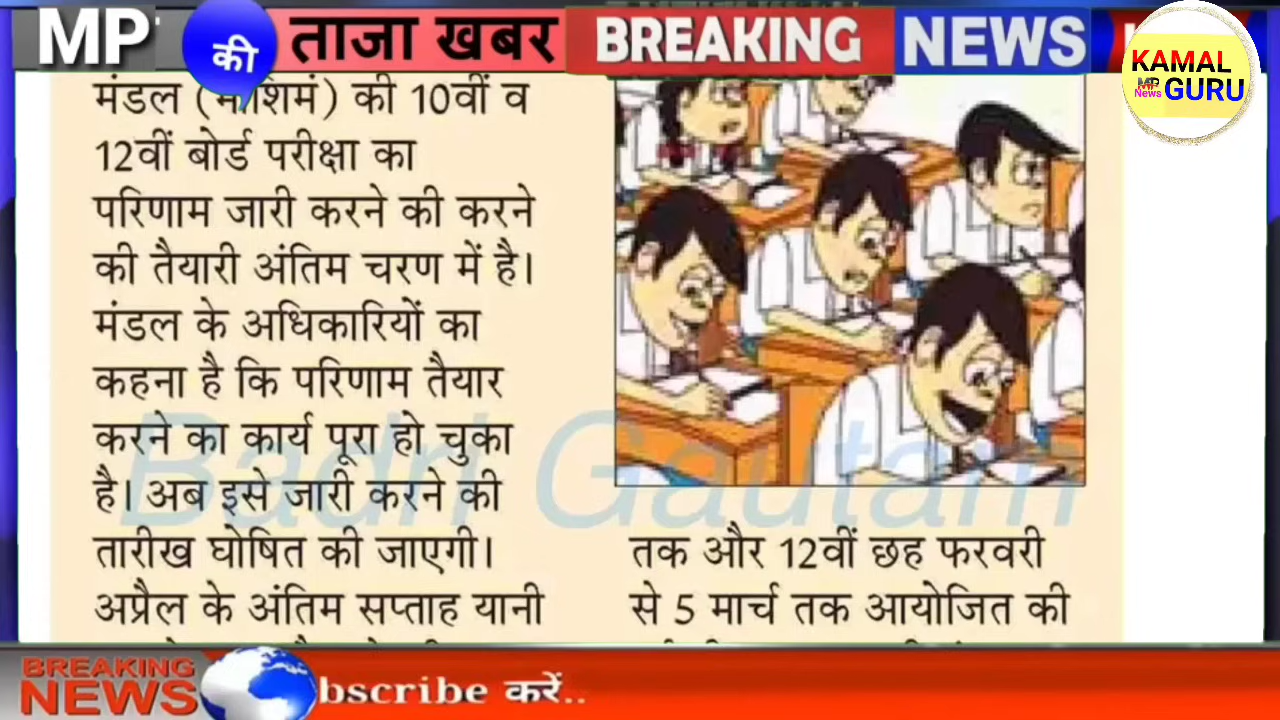 MP की ताजा खबर BREAKING NEWS
KAMAL
MP
News GURU
मंडल (माशिमं) की 10वीं व
12वीं बोर्ड परीक्षा का
परिणाम जारी करने की करने
की तैयारी अंतिम चरण में है।
मंडल के अधिकारियों का
कहना है कि परिणाम तैयार
करने का कार्य पूरा हो चुका
है। अब इसे जारी करने की
तारीख घोषित की जाएगी।
अप्रैल के अंतिम सप्ताह यानी
तक और 12वीं छह फरवरी
से 5 मार्च तक आयोजित की
Badri Gautam
BREAKING
NEWS
bscribe करें..